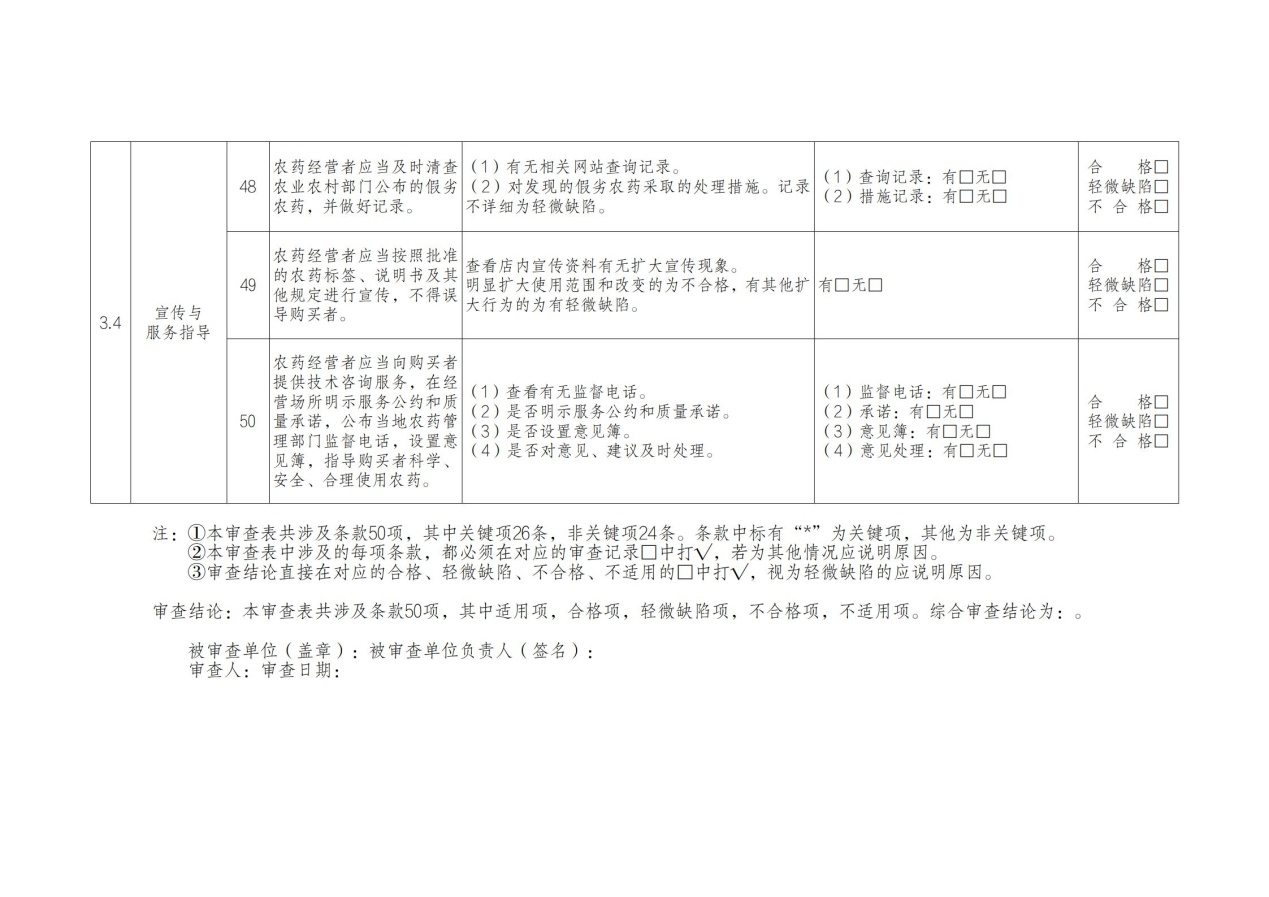 3.4
宣传与
服务指导
48
农药经营者应当及时清查
农业农村部门公布的假劣
农药，并做好记录。
（1）有无相关网站查询记录。
（2）对发现的假劣农药采取的处理措施。记录
不详细为轻微缺陷。
（1）查询记录：有□无□
（2）措施记录：有□无□
合 格□
轻微缺陷□
不 合 格□
49
农药经营者应当按照批准
的农药标签、说明书及其
他规定进行宣传，不得误
导购买者。
查看店内宣传资料有无扩大宣传现象。
明显扩大使用范围和改变的为不合格，有其他扩
大行为的为有轻微缺陷。
有□无□
合 格□
轻微缺陷□
不 合 格□
50
农药经营者应当向购买者
提供技术咨询服务，在经
营场所明示服务公约和质
量承诺，公布当地农药管
理部门监督电话，设置意
见簿，指导购买者科学、
安全、合理使用农药。
（1）查看有无监督电话。
（2）是否明示服务公约和质量承诺。
（3）是否设置意见簿。
（4）是否对意见、建议及时处理。
（1）监督电话：有□无□
（2）承诺：有□无□
（3）意见簿：有□无□
（4）意见处理：有□无□
合 格□
轻微缺陷□
不 合 格□
注：①本审查表共涉及条款50项，其中关键项26条，非关键项24条。条款中标有“*”为关键项，其他为非关键项。
②本审查表中涉及的每项条款，都必须在对应的审查记录□中打√，若为其他情况应说明原因。
③审查结论直接在对应的合格、轻微缺陷、不合格、不适用的□中打√，视为轻微缺陷的应说明原因。
审查结论：本审查表共涉及条款50项，其中适用项，合格项，轻微缺陷项，不合格项，不适用项。综合审查结论为：。
被审查单位（盖章）：被审查单位负责人（签名）：
审查人：审查日期：